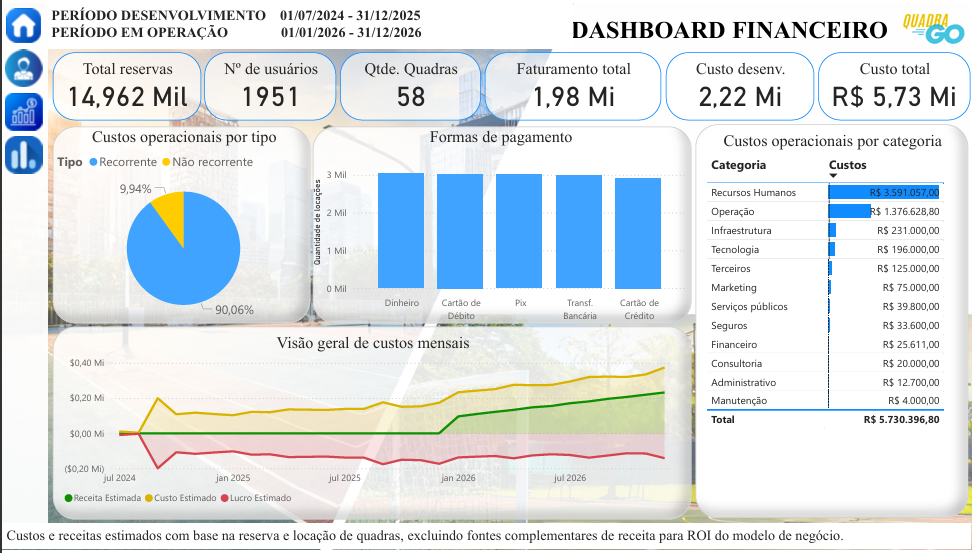 PERÍODO DESENVOLVIMENTO 01/07/2024 - 31/12/2025
PERÍODO EM OPERAÇÃO 01/01/2026 - 31/12/2026
DASHBOARD FINANCEIRO
QUADRA
GO
Total reservas
14,962 Mil
Nº de usuários
1951
Qtde. Quadras
58
Faturamento total
1,98 Mi
Custo desenv.
2,22 Mi
Custo total
R$ 5,73 Mi
Custos operacionais por tipo
Tipo Recorrente Não recorrente
9,94%
90,06%
Formas de pagamento
Quantidade de locações
3 Mil
2 Mil
1 Mil
0 Mil
Dinheiro
Cartão de
Débito
Pix
Transf.
Bancária
Cartão de
Crédito
Custos operacionais por categoria
Categoria Custos
Recursos Humanos R$ 3.591.057,00
Operação R$ 1.376.628,80
Infraestrutura R$ 231.000,00
Tecnologia R$ 196.000,00
Terceiros R$ 125.000,00
Marketing R$ 75.000,00
Serviços públicos R$ 39.800,00
Seguros R$ 33.600,00
Financeiro R$ 25.611,00
Consultoria R$ 20.000,00
Administrativo R$ 12.700,00
Manutenção R$ 4.000,00
Total R$ 5.730.396,80
Visão geral de custos mensais
$0,40 Mi
$0,20 Mi
$0,00 Mi
($0,20 Mi)
jul 2024 jan 2025 jul 2025 jan 2026 jul 2026
Receita Estimada Custo Estimado Lucro Estimado
Custos e receitas estimados com base na reserva e locação de quadras, excluindo fontes complementares de receita para ROI do modelo de negócio.